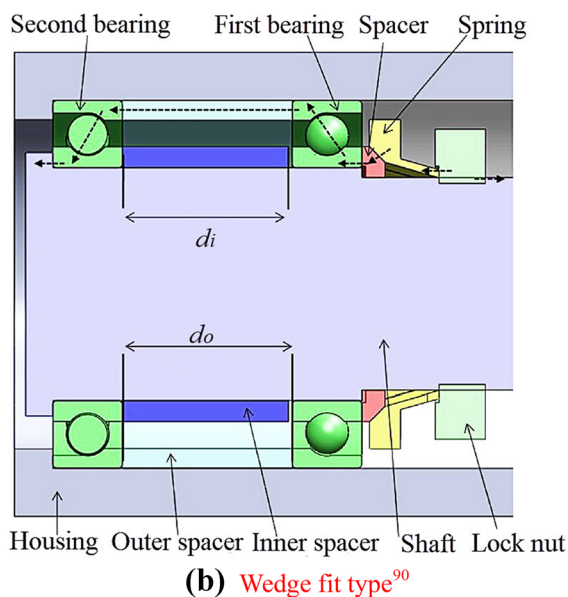 Second bearing First bearing Spacer Spring
di
do
Housing Outer spacer Inner spacer Shaft Lock nut
(b) Wedge fit type90